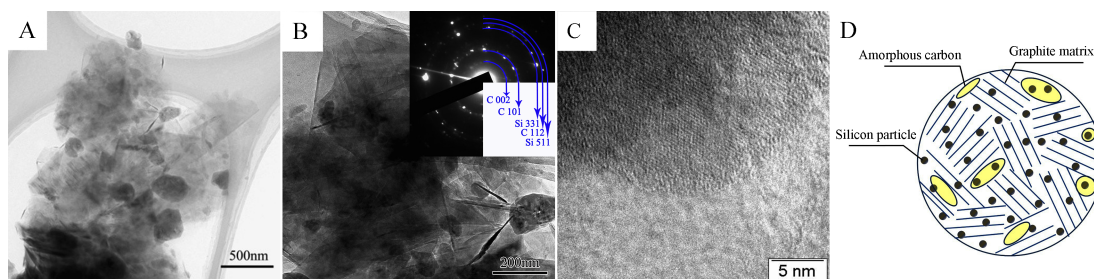 A
500nm
B
C 002
C 101
Si 331
C 112
Si 511
200nm
C
5 nm
D
Amorphous carbon
Graphite matrix
Silicon particle